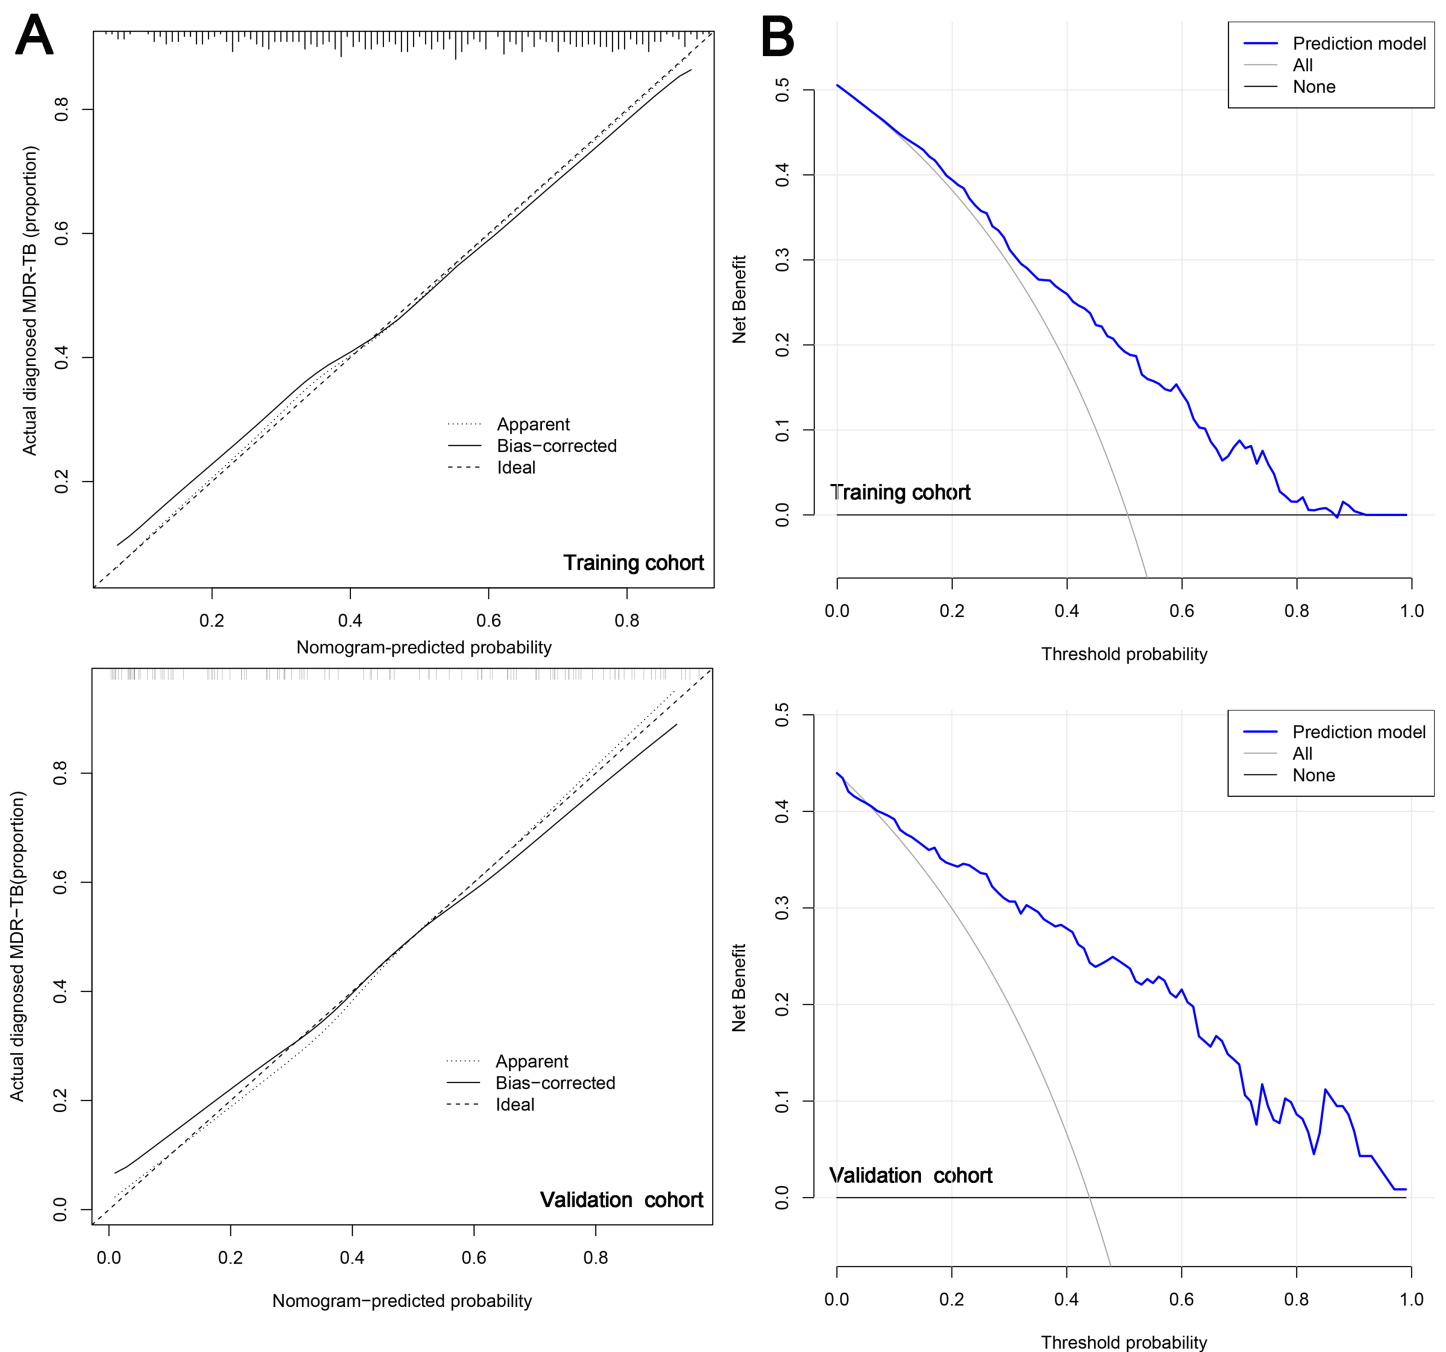 A
Actual diagnosed MDR-TB (proportion)
0.2
0.4
0.6
0.8
Apparent
Bias−corrected
Ideal
Training cohort
0.2
0.4
0.6
0.8
Nomogram-predicted probability
B
Net Benefit
0.0
0.1
0.2
0.3
0.4
0.5
Prediction model
All
None
Training cohort
0.0
0.2
0.4
0.6
0.8
1.0
Threshold probability
Actual diagnosed MDR−TB(proportion)
0.0
0.2
0.4
0.6
0.8
Apparent
Bias−corrected
Ideal
Validation cohort
0.0
0.2
0.4
0.6
0.8
Nomogram−predicted probability
Net Benefit
0.0
0.1
0.2
0.3
0.4
0.5
Prediction model
All
None
Validation cohort
0.0
0.2
0.4
0.6
0.8
1.0
Threshold probability